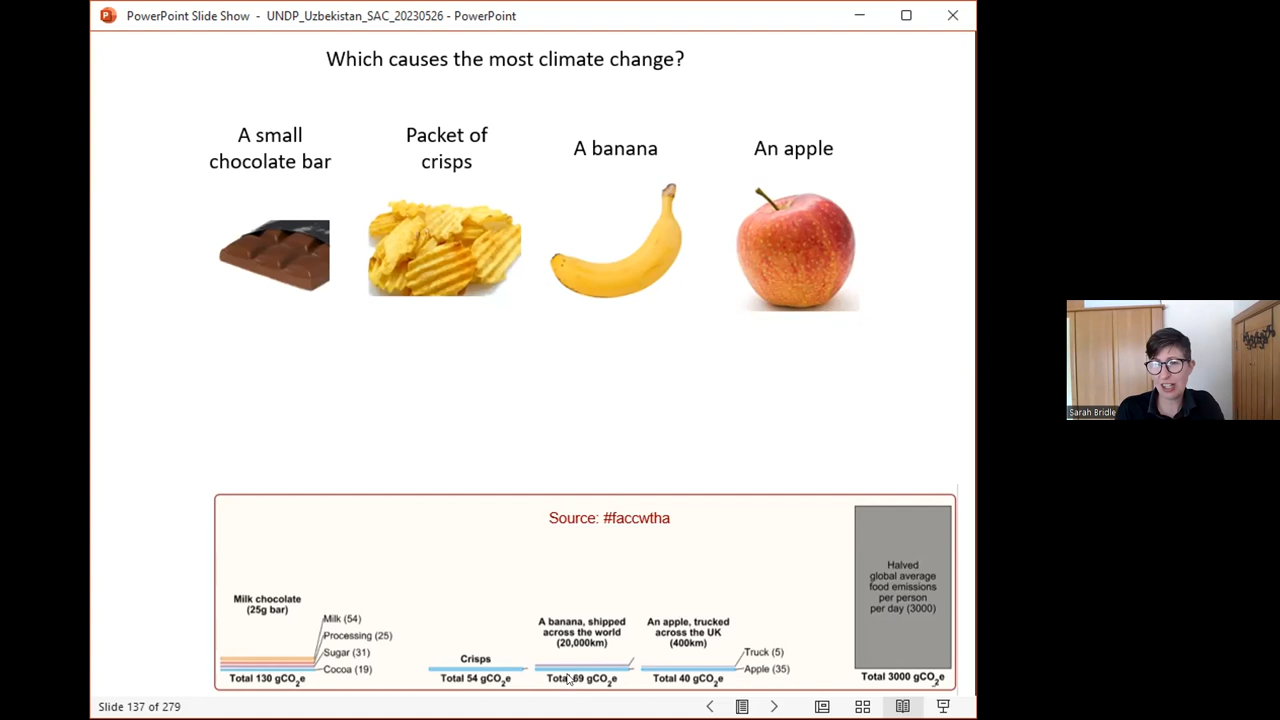 PowerPoint Slide Show - UNDP_Uzbekistan_SAC_20230526 - PowerPoint
Which causes the most climate change?
A small
chocolate bar
Packet of
crisps
A banana
An apple
Sarah Bridle
Source: #faccwtha
Milk chocolate
(25g bar)
Milk (54)
Processing (25)
Sugar (31)
Cocoa (19)
Total 130 gCO2e
Crisps
Total 54 gCO2e
A banana, shipped
across the world
(20,000km)
Total 69 gCO2e
An apple, trucked
across the UK
(400km)
Truck (5)
Apple (35)
Total 40 gCO2e
Halved
global average
food emissions
per person
per day (3000)
Total 3000 gCO2e
Slide 137 of 279